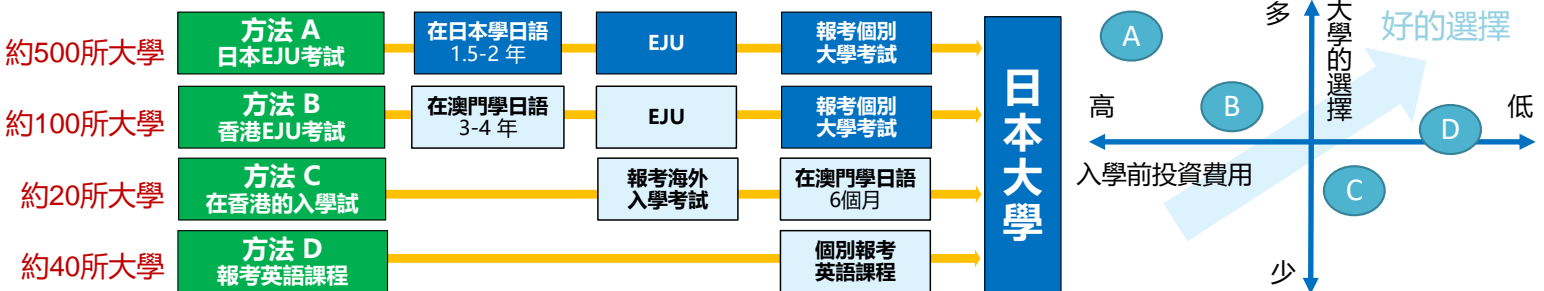 約500所大學
方法 A
日本EJU考試
在日本學日語
1.5-2 年
EJU
報考個別
大學考試
約100所大學
方法 B
香港EJU考試
在澳門學日語
3-4 年
EJU
報考個別
大學考試
約20所大學
方法 C
在香港的入學試
報考海外
入學考試
在澳門學日語
6個月
約40所大學
方法 D
報考英語課程
個別報考
英語課程
日本大學
多
大學的選擇
好的選擇
A
高
B
D
低
入學前投資費用
C
少